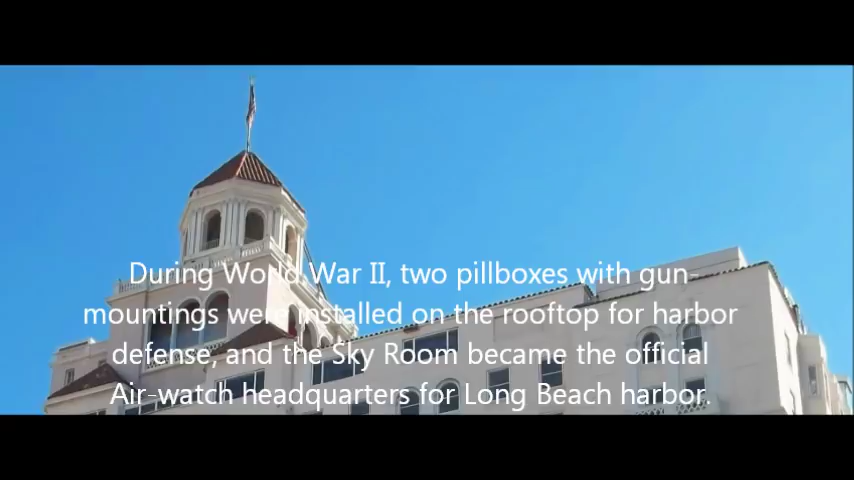 During World War II, two pillboxes with gun-
mountings were installed on the rooftop for harbor
defense, and the Sky Room became the official
Air-watch headquarters for Long Beach harbor.